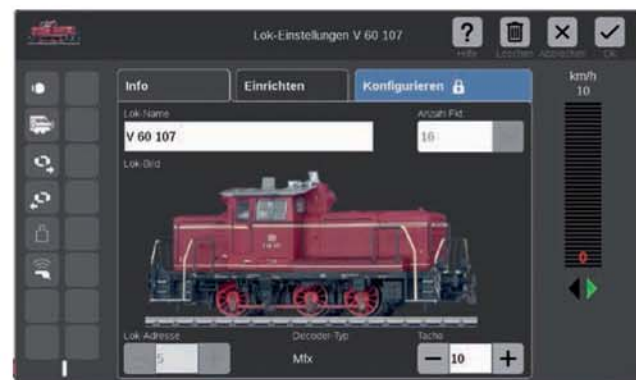 Lok-Einstellungen V 60 107
?
Hilfe
Löschen
Abbrechen
OK
Info
Einrichten
Konfigurieren
km/h
10
Lok-Name
Anzahl Fkt.
V 60 107
16
Lok-Bild
0
Lok-Adresse
Decoder-Typ
Tacho
5
Mfx
− 10 +